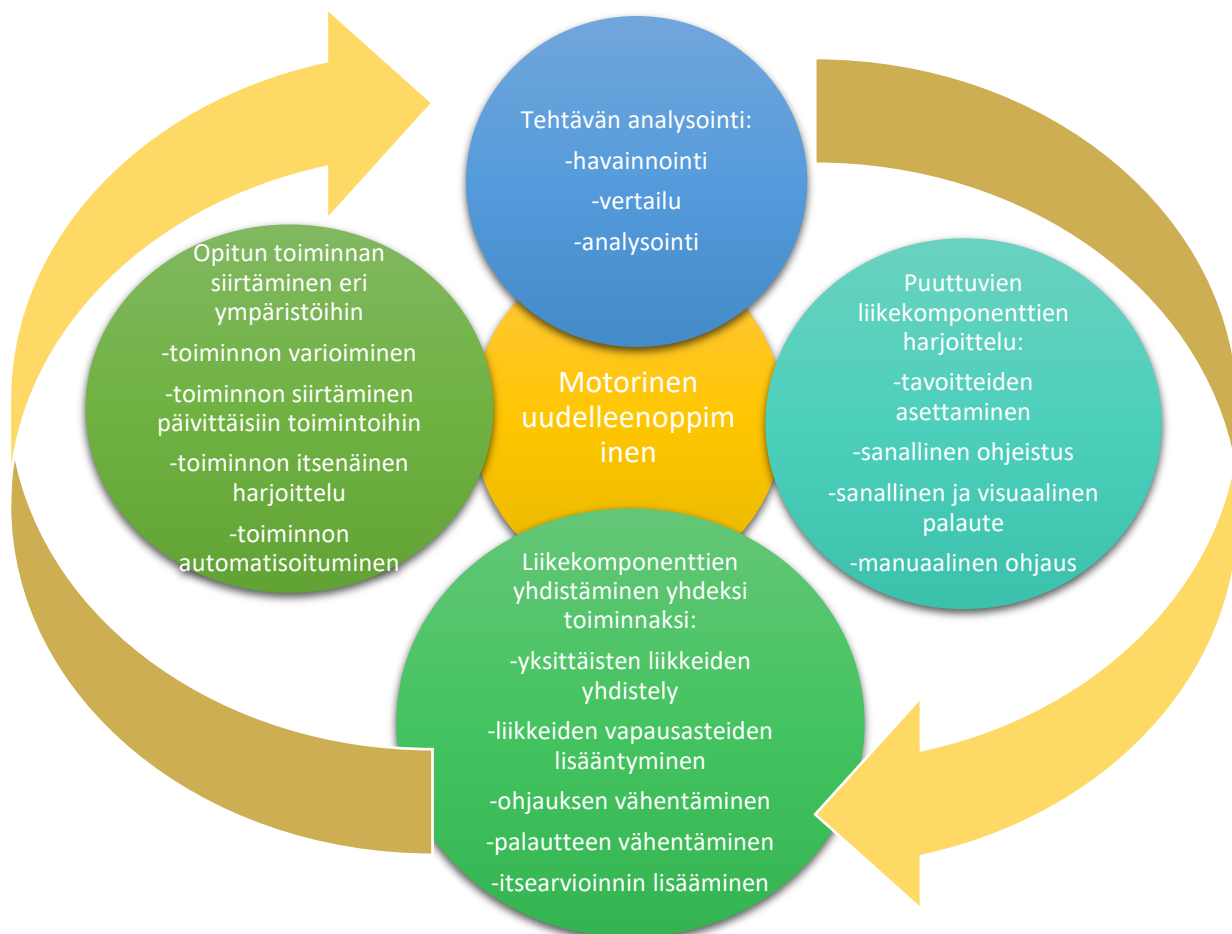 Tehtävän analysointi:
-havainnointi
-vertailu
-analysointi
Puuttuvien
liikekomponenttien
harjoittelu:
-tavoitteiden
asettaminen
-sanallinen ohjeistus
-sanallinen ja visuaalinen
palaute
-manuaalinen ohjaus
Liikekomponenttien
yhdistäminen yhdeksi
toiminnaksi:
-yksittäisten liikkeiden
yhdistely
-liikkeiden vapausasteiden
lisääntyminen
-ohjauksen vähentäminen
-palautteen vähentäminen
-itsearvioinnin lisääminen
Opitun toiminnan
siirtäminen eri
ympäristöihin
-toiminnon varioiminen
-toiminnon siirtäminen
päivittäisiin toimintoihin
-toiminnon itsenäinen
harjoittelu
-toiminnon
automatisoituminen
Motorinen
uudelleenoppim
inen